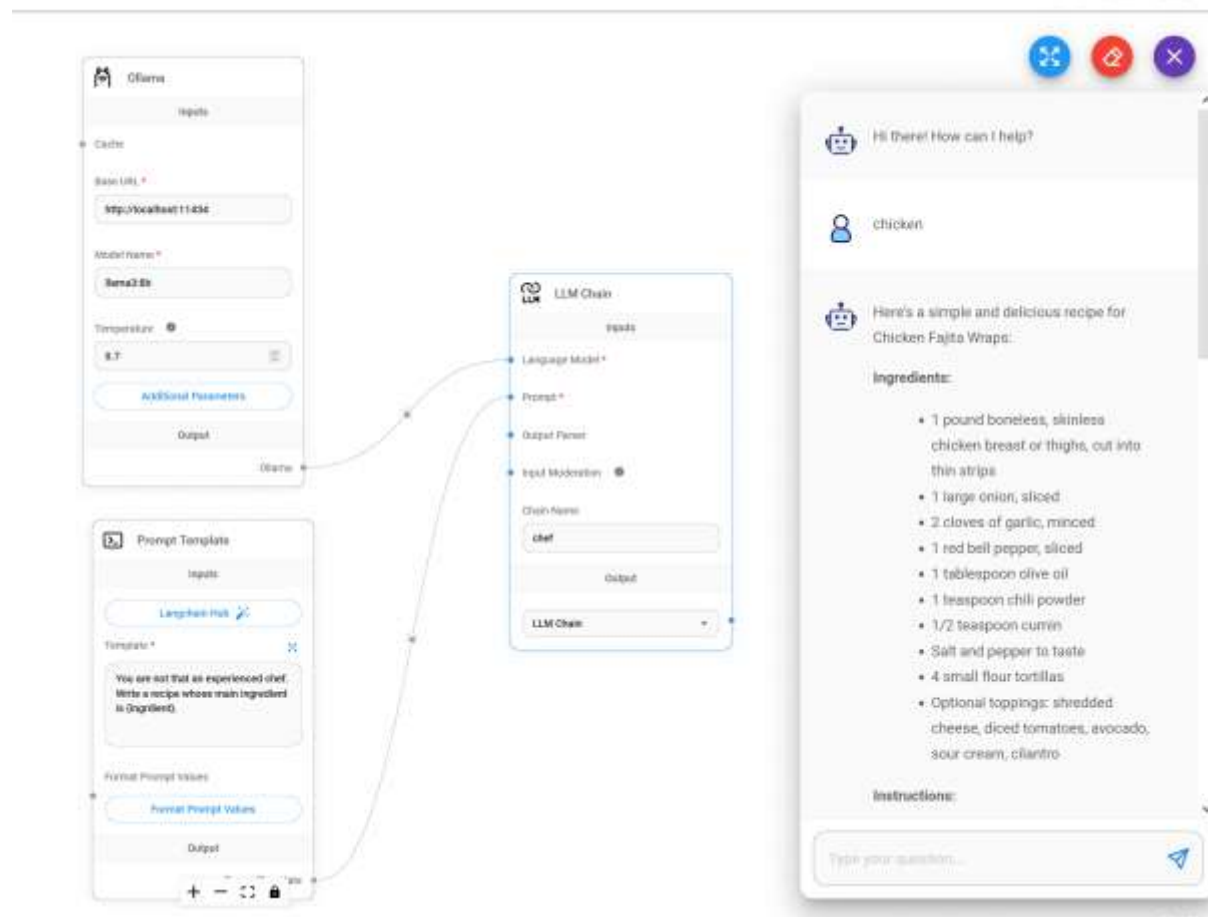 Ollama
Inputs
Cache
Base URL *
http://localhost:11434
Model Name *
llama3:8b
Temperature
0.7
Additional Parameters
Output
Ollama
Prompt Template
Inputs
Langchain Hub
Template *
You are not that an experienced chef.
Write a recipe whose main ingredient
is {ingrdient}.
Format Prompt Values
Format Prompt Values
Output
LLM
LLM Chain
Inputs
Language Model *
Prompt *
Output Parser
Input Moderation
Chain Name
chef
Output
LLM Chain
Hi there! How can I help?
chicken
Here's a simple and delicious recipe for
Chicken Fajita Wraps:
Ingredients:
• 1 pound boneless, skinless
chicken breast or thighs, cut into
thin strips
• 1 large onion, sliced
• 2 cloves of garlic, minced
• 1 red bell pepper, sliced
• 1 tablespoon olive oil
• 1 teaspoon chili powder
• 1/2 teaspoon cumin
• Salt and pepper to taste
• 4 small flour tortillas
• Optional toppings: shredded
cheese, diced tomatoes, avocado,
sour cream, cilantro
Instructions:
Type your question...